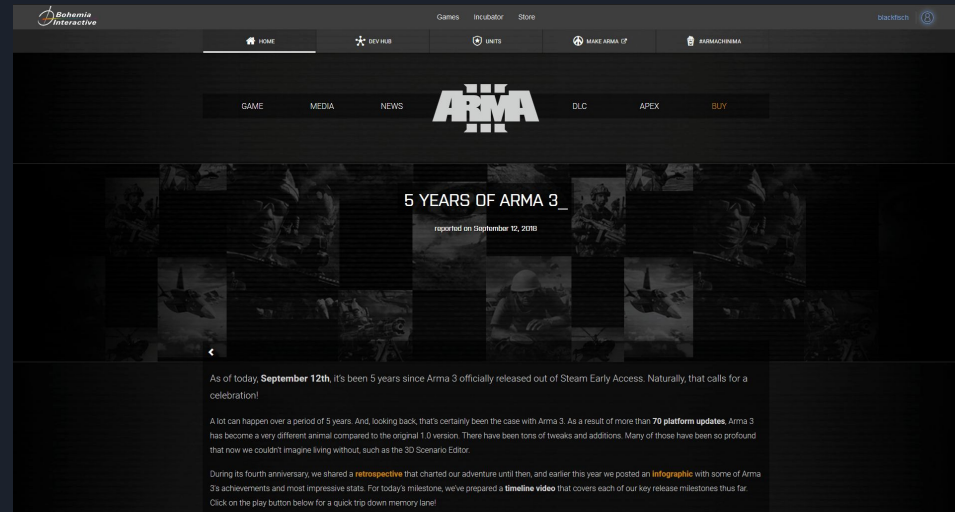 Bohemia
Interactive
Games Incubator Store
blackfisch
HOME DEV HUB UNITS MAKE ARMA #ARMACHINIMA
GAME MEDIA NEWS ARMA III DLC APEX BUY
5 YEARS OF ARMA 3_
reported on September 12, 2018
As of today, September 12th, it's been 5 years since Arma 3 officially released out of Steam Early Access. Naturally, that calls for a
celebration!
A lot can happen over a period of 5 years. And, looking back, that's certainly been the case with Arma 3. As a result of more than 70 platform updates, Arma 3
has become a very different animal compared to the original 1.0 version. There have been tons of tweaks and additions. Many of those have been so profound
that now we couldn't imagine living without, such as the 3D Scenario Editor.
During its fourth anniversary, we shared a retrospective that charted our adventure until then, and earlier this year we posted an infographic with some of Arma
3's achievements and most impressive stats. For today's milestone, we've prepared a timeline video that covers each of our key release milestones thus far.
Click on the play button below for a quick trip down memory lane!